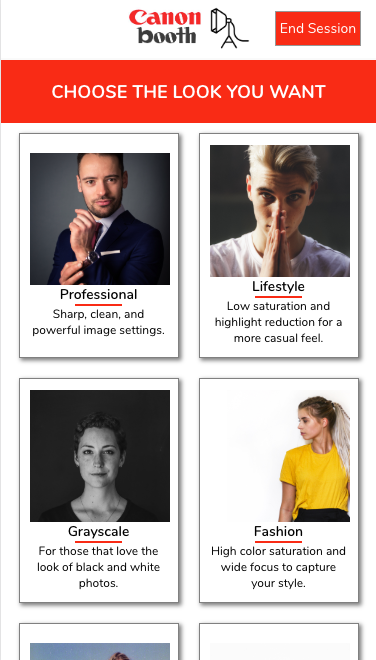 Canon
booth
End Session
CHOOSE THE LOOK YOU WANT
Professional
Sharp, clean, and
powerful image settings.
Lifestyle
Low saturation and
highlight reduction for a
more casual feel.
Grayscale
For those that love the
look of black and white
photos.
Fashion
High color saturation and
wide focus to capture
your style.